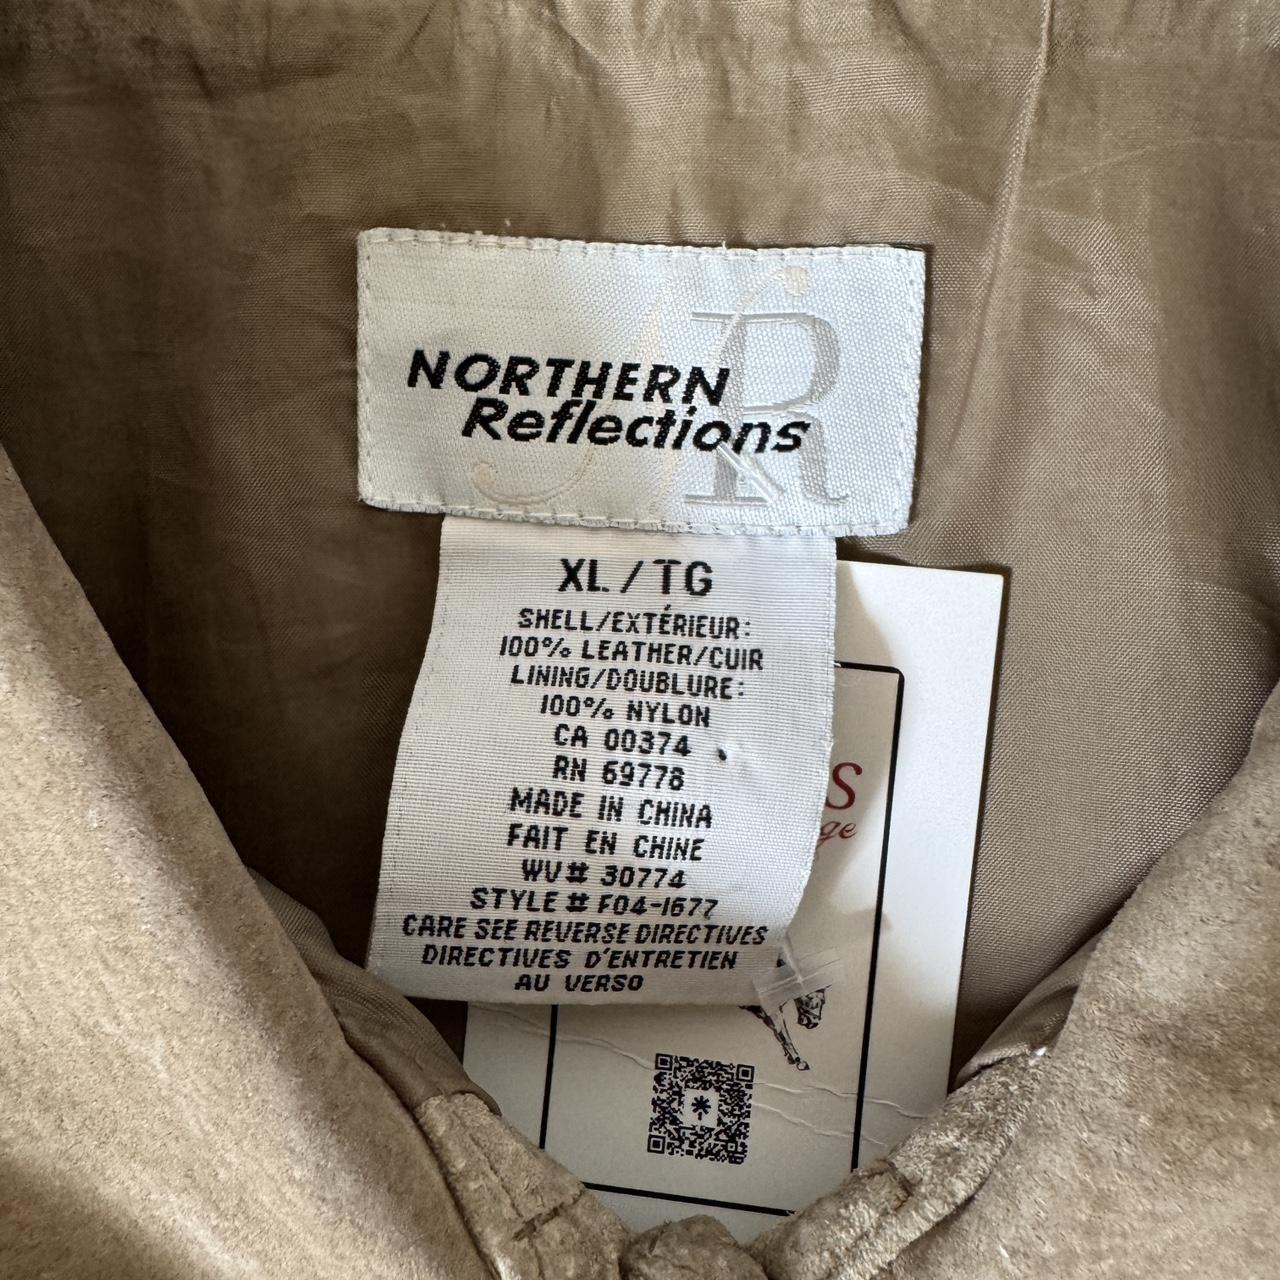 NORTHERN
Reflections
XL / TG
SHELL/EXTÉRIEUR:
100% LEATHER/CUIR
LINING/DOUBLURE:
100% NYLON
CA 00374
RN 69778
MADE IN CHINA
FAIT EN CHINE
WU# 30774
STYLE # F04-1677
CARE SEE REVERSE DIRECTIVES
DIRECTIVES D'ENTRETIEN
AU VERSO